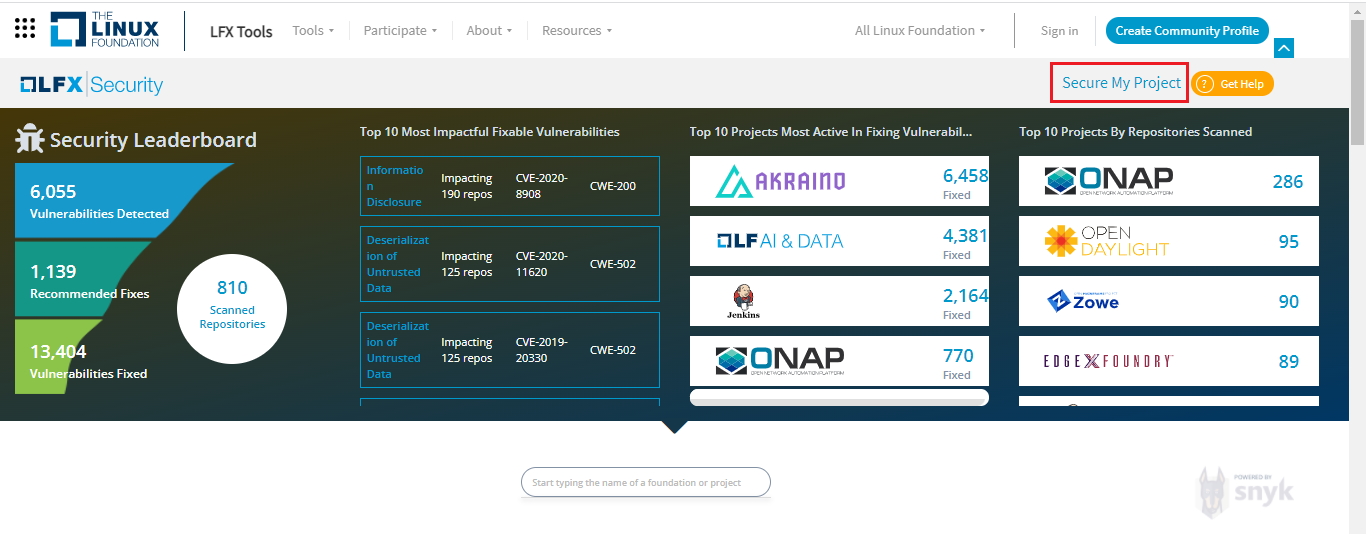 THE
LINUX
FOUNDATION
LFX Tools
Tools
Participate
About
Resources
All Linux Foundation
Sign in
Create Community Profile
LFX Security
Secure My Project
? Get Help
Security Leaderboard
6,055
Vulnerabilities Detected
1,139
Recommended Fixes
13,404
Vulnerabilities Fixed
810
Scanned
Repositories
Top 10 Most Impactful Fixable Vulnerabilities
Informatio
n
Disclosure
Impacting
190 repos
CVE-2020-
8908
CWE-200
Deserializat
ion of
Untrusted
Data
Impacting
125 repos
CVE-2020-
11620
CWE-502
Deserializat
ion of
Untrusted
Data
Impacting
125 repos
CVE-2019-
20330
CWE-502
Top 10 Projects Most Active In Fixing Vulnerabil...
AKRAINO
6,458
Fixed
LF AI & DATA
4,381
Fixed
Jenkins
2,164
Fixed
ONAP
OPEN NETWORK AUTOMATION PLATFORM
770
Fixed
Top 10 Projects By Repositories Scanned
ONAP
OPEN NETWORK AUTOMATION PLATFORM
286
OPEN
DAYLIGHT
95
Zowe
90
EDGE X FOUNDRY
89
Start typing the name of a foundation or project
POWERED BY
snyk